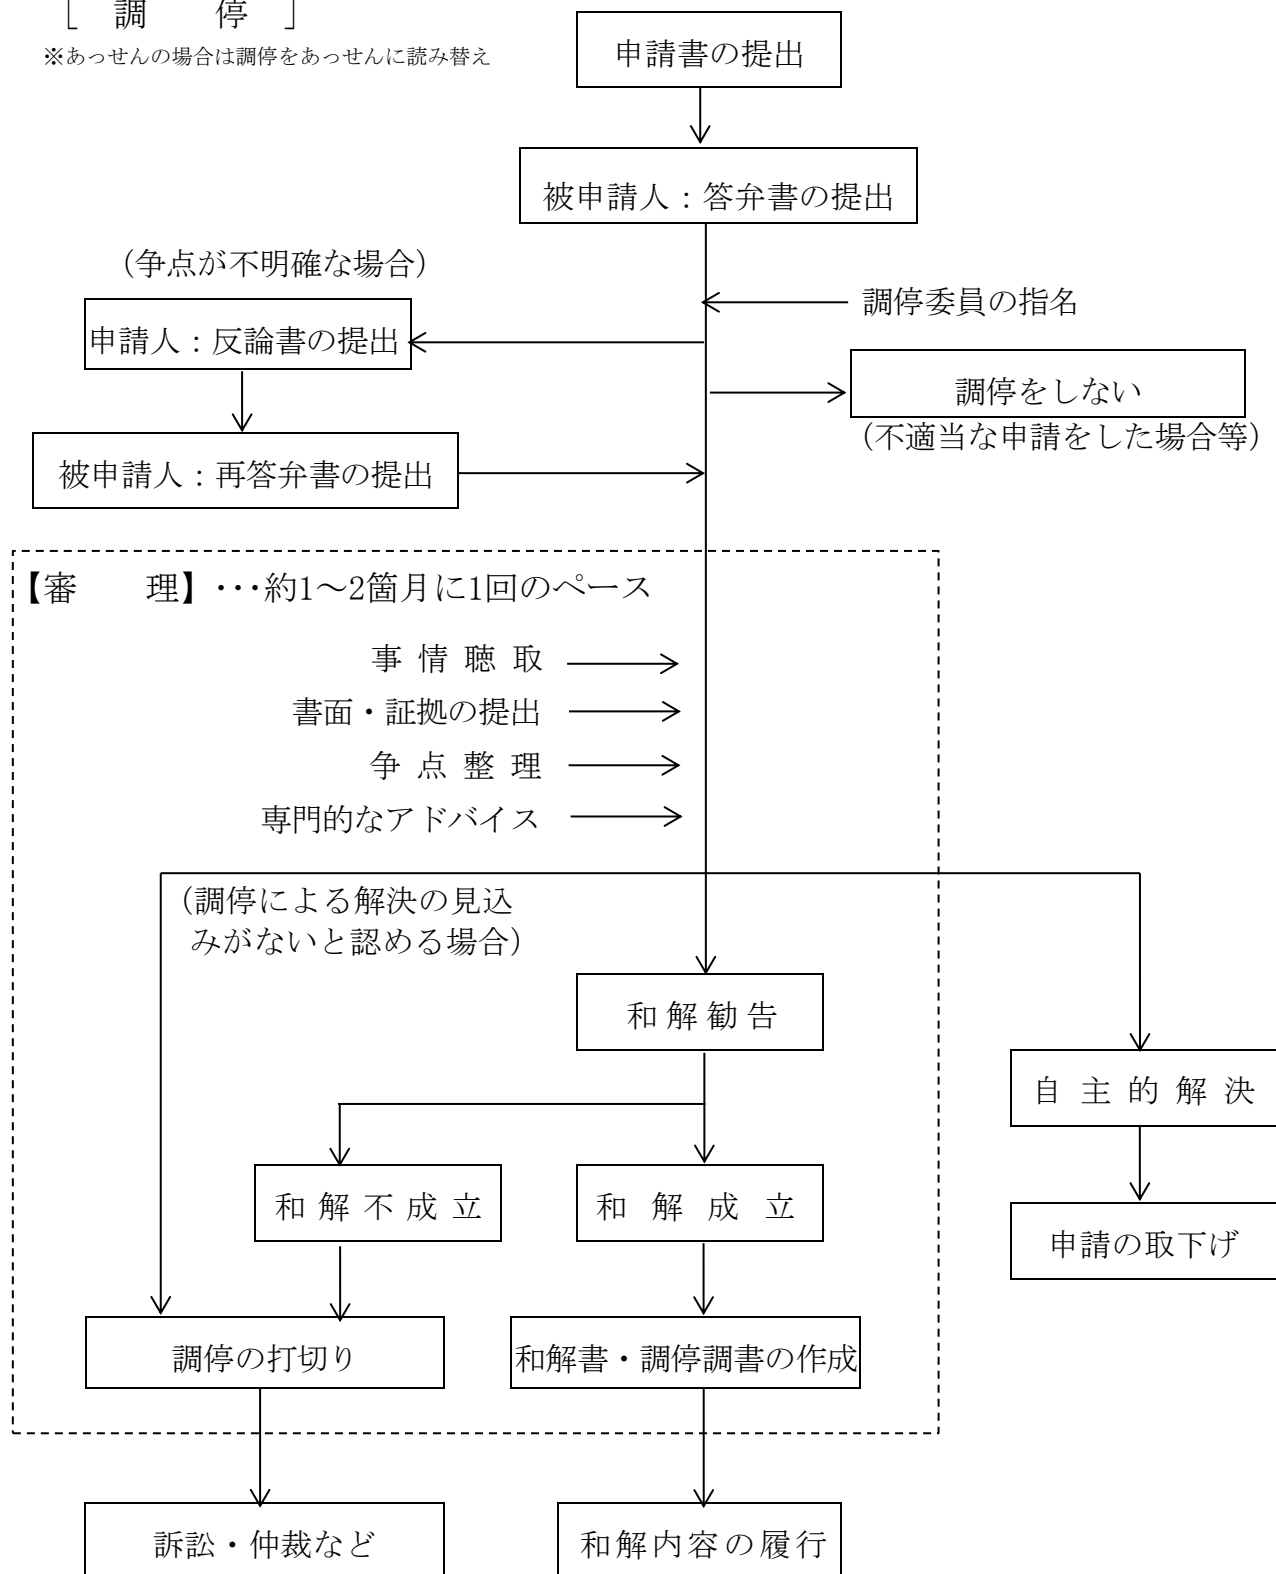 ［　調　　停　］
※あっせんの場合は調停をあっせんに読み替え
申請書の提出
被申請人：答弁書の提出
（争点が不明確な場合）
調停委員の指名
申請人：反論書の提出
調停をしない
（不適当な申請をした場合等）
被申請人：再答弁書の提出
【審　　理】・・・約1～2箇月に1回のペース
事 情 聴 取
書面・証拠の提出
争 点 整 理
専門的なアドバイス
（調停による解決の見込
みがないと認める場合）
和 解 勧 告
自 主 的 解 決
和 解 不 成 立
和　解　成　立
申請の取下げ
調停の打切り
和解書・調停調書の作成
訴訟・仲裁など
和解内容の履行